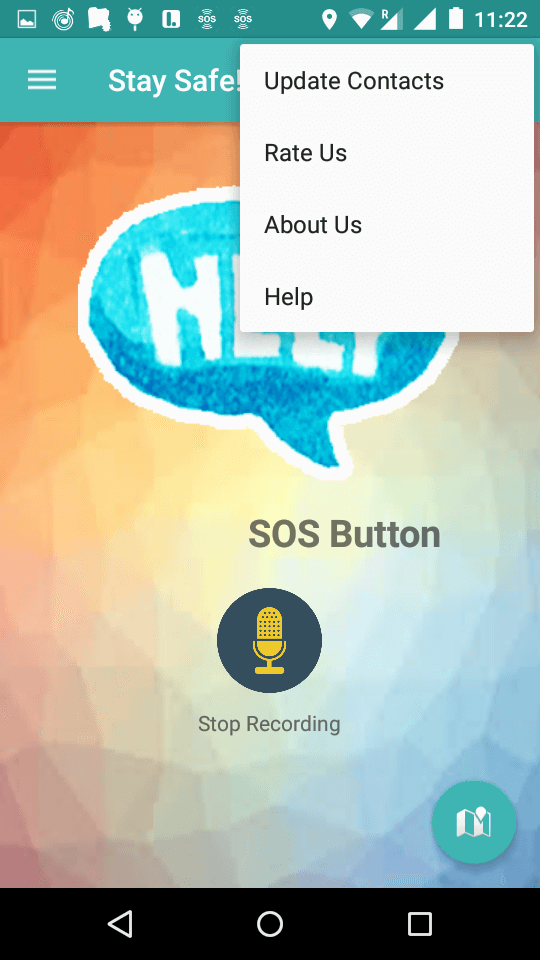 SOS
SOS
R
11:22
Stay Safe!
Update Contacts
Rate Us
About Us
Help
HELP
SOS Button
Stop Recording